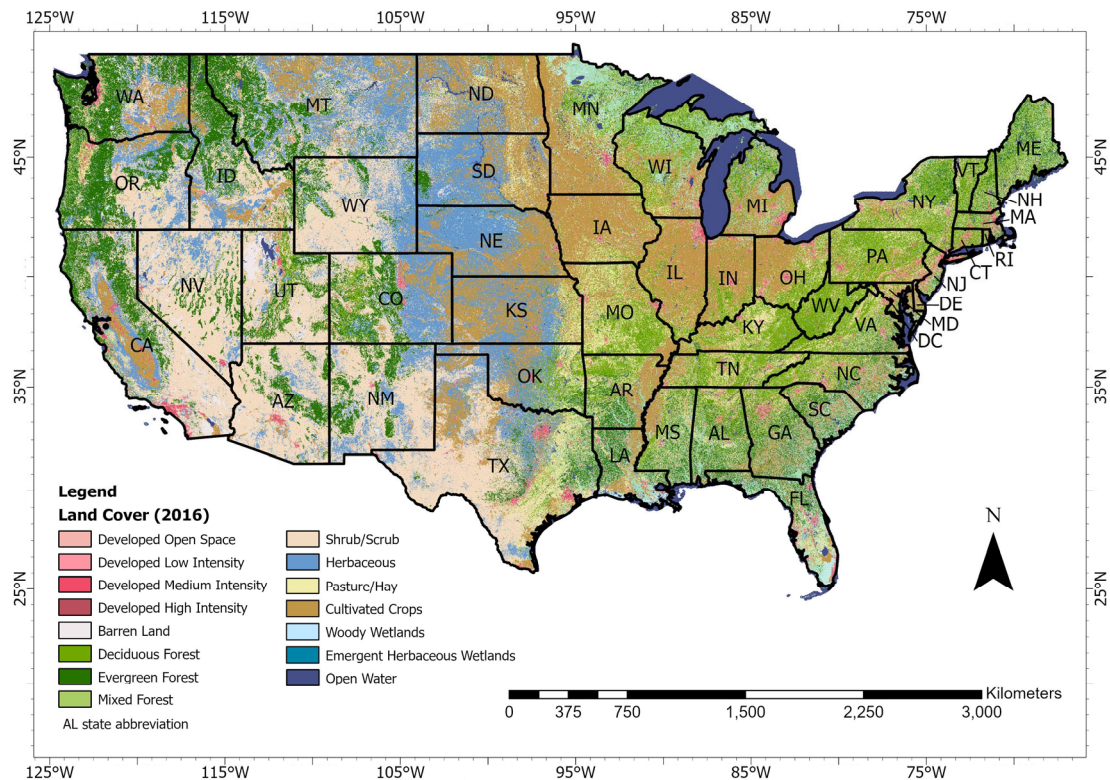 125°W 115°W 105°W 95°W 85°W 75°W
WA
MT
ND
MN
ME
45°N
45°N
OR
ID
SD
WI
VT
NH
WY
MI
NY
MA
NE
IA
RI
PA
CT
NV
UT
CO
IL
IN
OH
NJ
KS
MO
WV
DE
KY
VA
MD
CA
DC
OK
TN
NC
35°N
35°N
AZ
NM
AR
SC
MS
AL
GA
TX
LA
FL
Legend
Land Cover (2016)
Developed Open Space
Developed Low Intensity
Developed Medium Intensity
Developed High Intensity
Barren Land
Deciduous Forest
Evergreen Forest
Mixed Forest
AL state abbreviation
Shrub/Scrub
Herbaceous
Pasture/Hay
Cultivated Crops
Woody Wetlands
Emergent Herbaceous Wetlands
Open Water
N
25°N
25°N
Kilometers
0 375 750 1,500 2,250 3,000
125°W 115°W 105°W 95°W 85°W 75°W